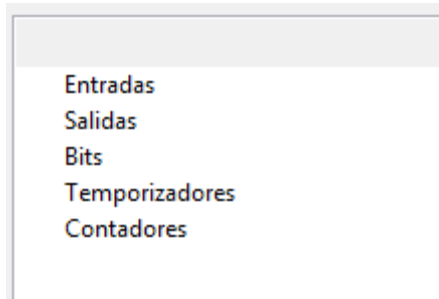 Entradas
Salidas
Bits
Temporizadores
Contadores